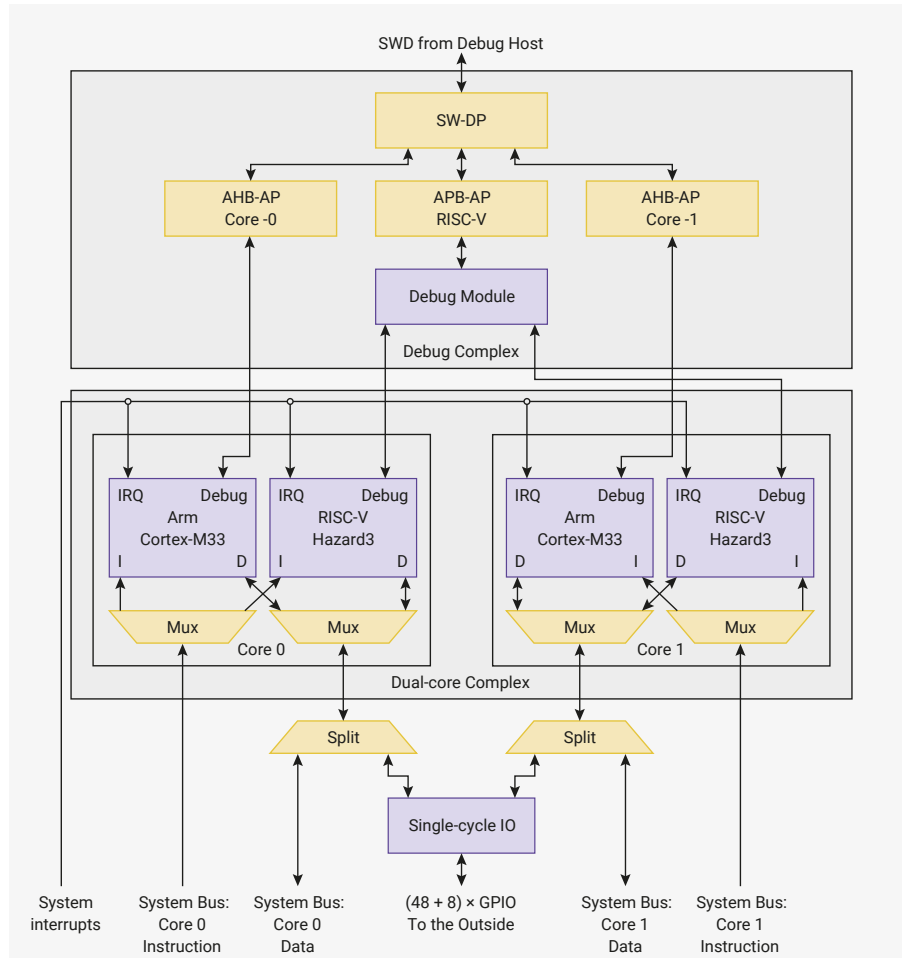 SWD from Debug Host
SW-DP
AHB-AP
Core -0
APB-AP
RISC-V
AHB-AP
Core -1
Debug Module
Debug Complex
IRQ Debug
Arm
Cortex-M33
I D
IRQ Debug
RISC-V
Hazard3
I D
IRQ Debug
Arm
Cortex-M33
D I
IRQ Debug
RISC-V
Hazard3
D I
Mux
Mux
Mux
Mux
Core 0
Core 1
Dual-core Complex
Split
Split
Single-cycle IO
System
interrupts
System Bus:
Core 0
Instruction
System Bus:
Core 0
Data
(48 + 8) × GPIO
To the Outside
System Bus:
Core 1
Data
System Bus:
Core 1
Instruction